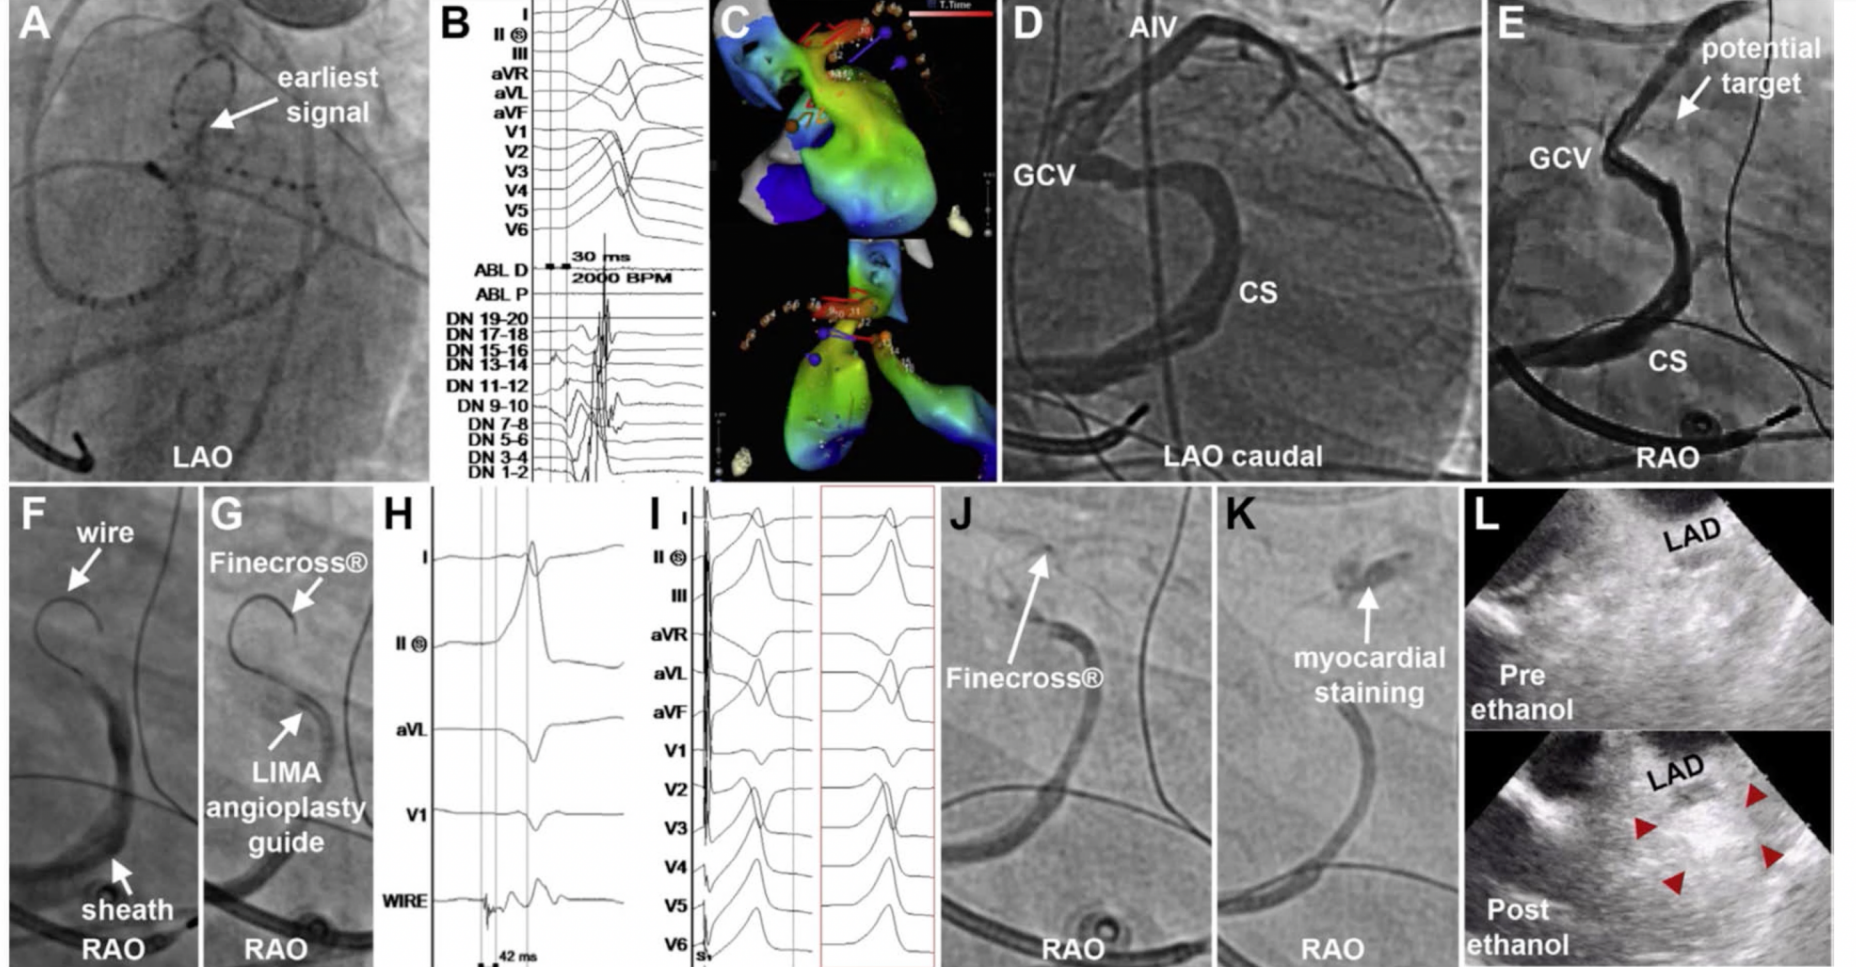 A
earliest
signal
LAO
B
I
II Ⓢ
III
aVR
aVL
aVF
V1
V2
V3
V4
V5
V6
30 ms
2000 BPM
ABL D
ABL P
DN 19-20
DN 17-18
DN 15-16
DN 13-14
DN 11-12
DN 9-10
DN 7-8
DN 5-6
DN 3-4
DN 1-2
C
T.Time
D
AIV
GCV
CS
LAO caudal
E
potential
target
GCV
CS
RAO
F
wire
sheath
RAO
G
Finecross®
LIMA
angioplasty
guide
RAO
H
I
II Ⓢ
aVL
V1
WIRE
42 ms
I
I
II Ⓢ
III
aVR
aVL
aVF
V1
V2
V3
V4
V5
V6
J
Finecross®
RAO
K
myocardial
staining
RAO
L
LAD
Pre
ethanol
LAD
Post
ethanol